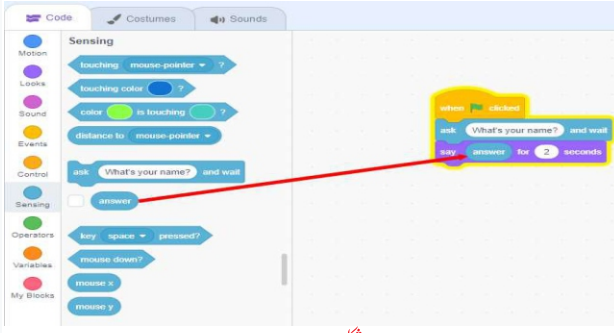 Code Costumes Sounds
Motion
Looks
Sound
Events
Control
Sensing
Operators
Variables
My Blocks
Sensing
touching mouse-pointer ?
touching color ?
color is touching ?
distance to mouse-pointer
ask What's your name? and wait
answer
key space pressed?
mouse down?
mouse x
mouse y
when clicked
ask What's your name? and wait
say answer for 2 seconds